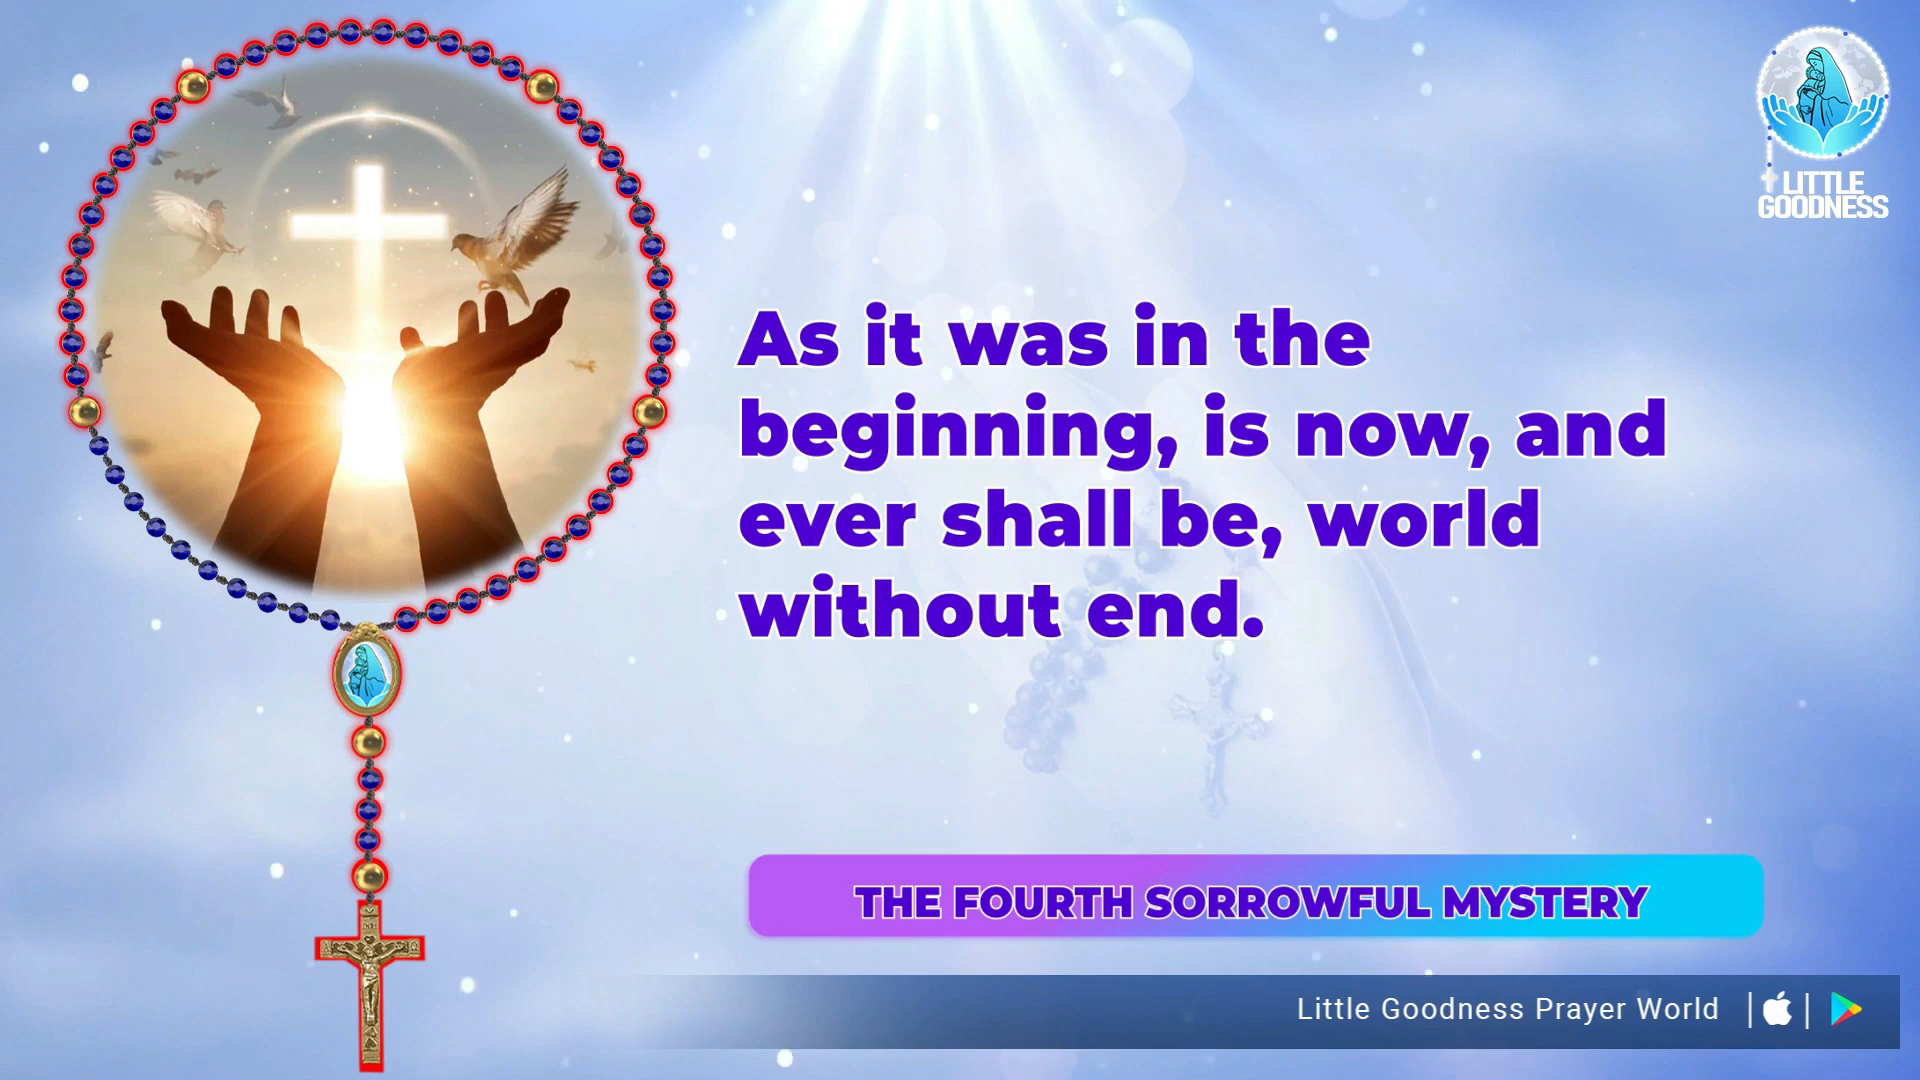 LITTLE
GOODNESS
As it was in the
beginning, is now, and
ever shall be, world
without end.
THE FOURTH SORROWFUL MYSTERY
Little Goodness Prayer World